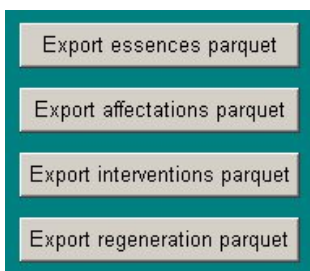 Export essences parquet
Export affectations parquet
Export interventions parquet
Export regeneration parquet